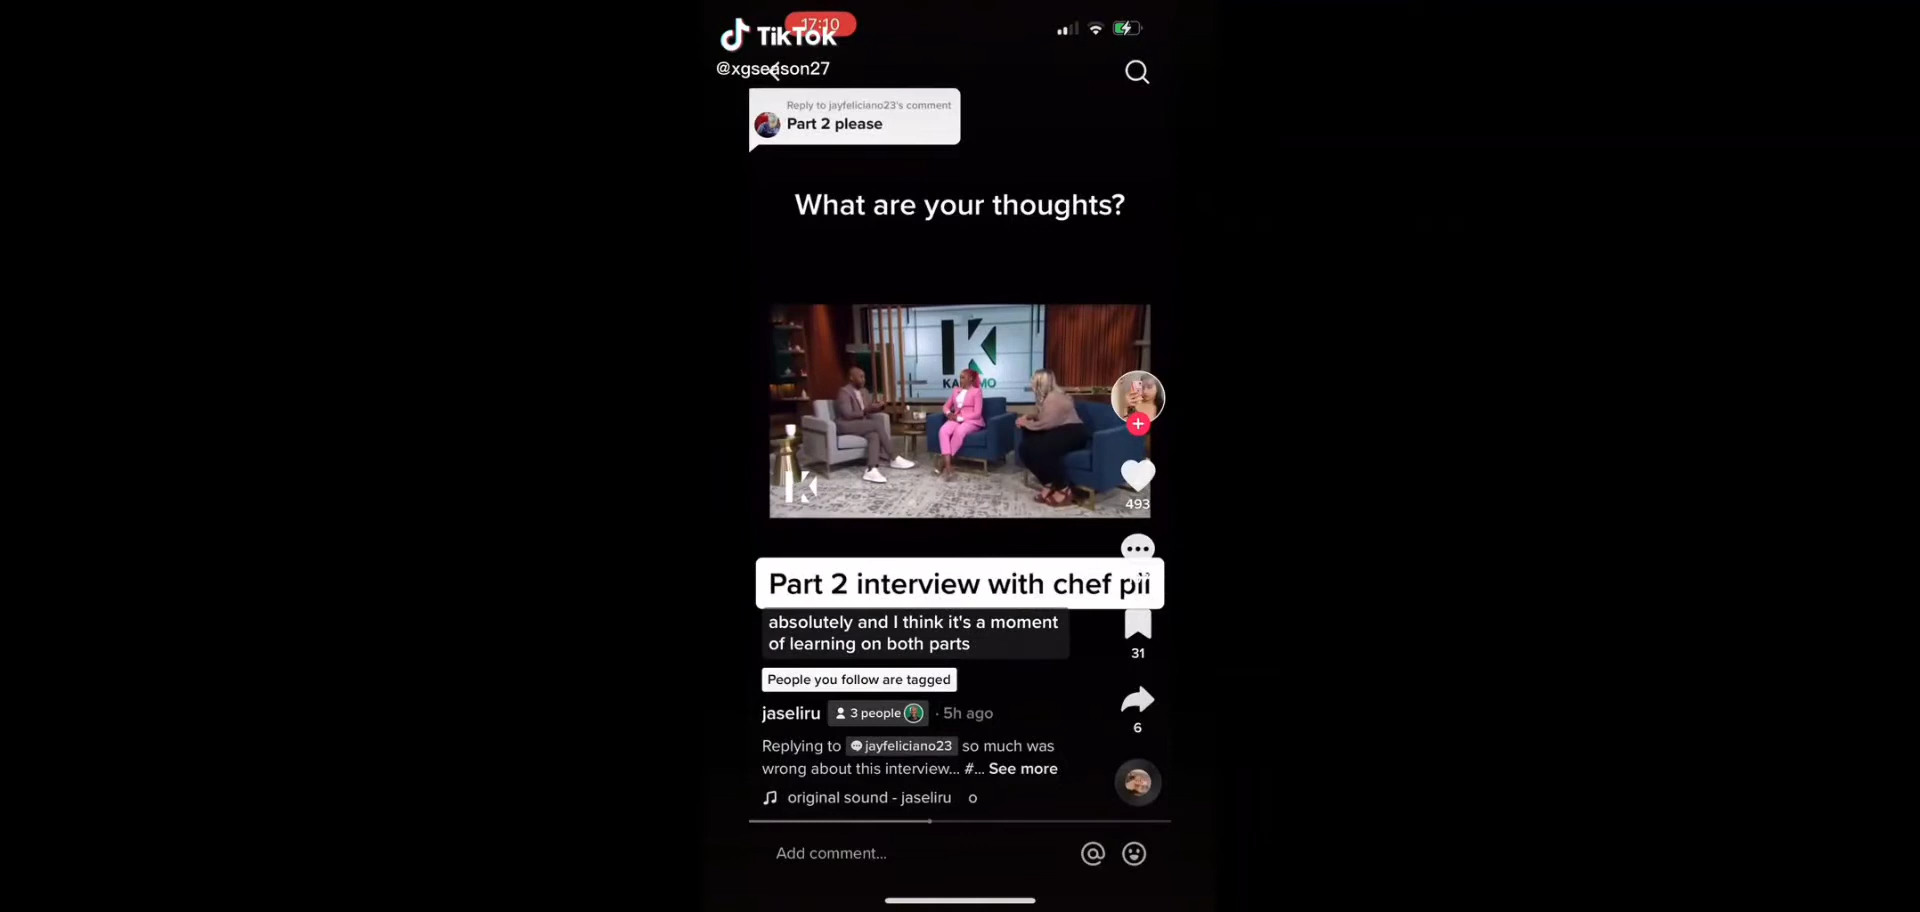 17:10
TikTok
@xgseason27
Reply to jayfeliciano23's comment
Part 2 please
What are your thoughts?
K
493
Part 2 interview with chef pii
absolutely and I think it's a moment
of learning on both parts
31
People you follow are tagged
jaseliru 3 people · 5h ago
6
Replying to jayfeliciano23 so much was
wrong about this interview... #... See more
original sound - jaseliru
Add comment...